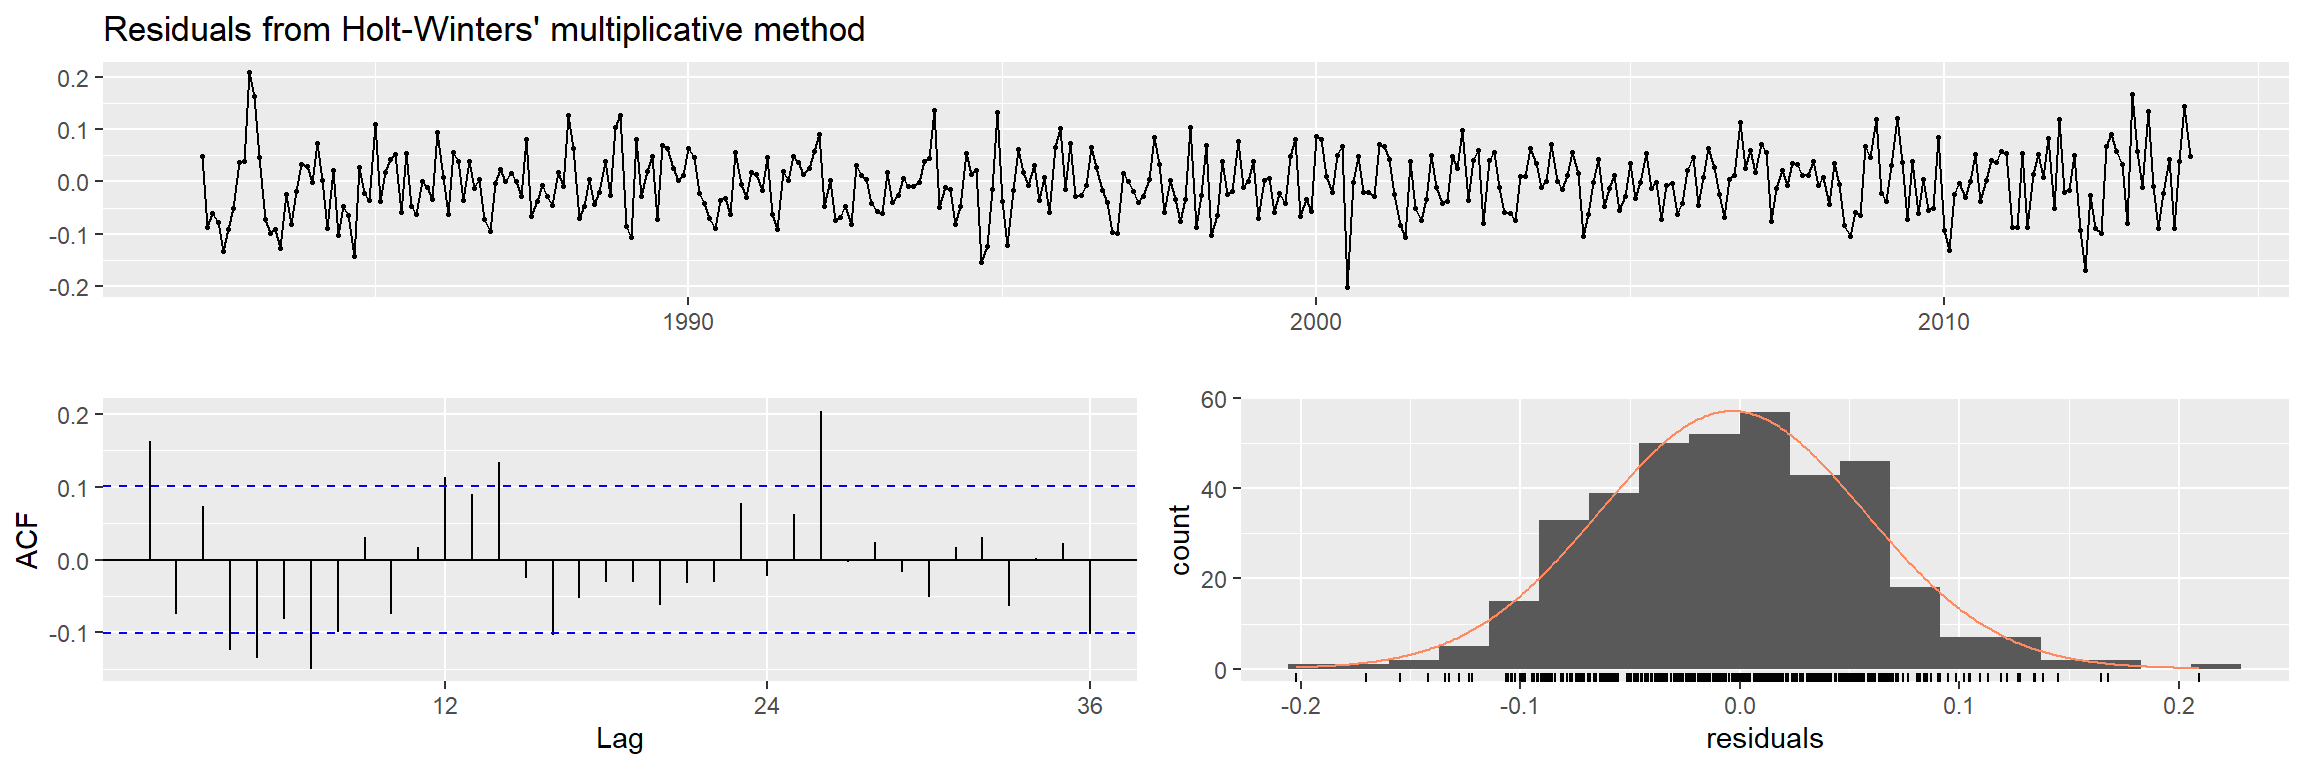 Residuals from Holt-Winters' multiplicative method
0.2
0.1
0.0
-0.1
-0.2
1990 2000 2010
ACF
0.2
0.1
0.0
-0.1
12 24 36
Lag
count
60
40
20
0
-0.2 -0.1 0.0 0.1 0.2
residuals